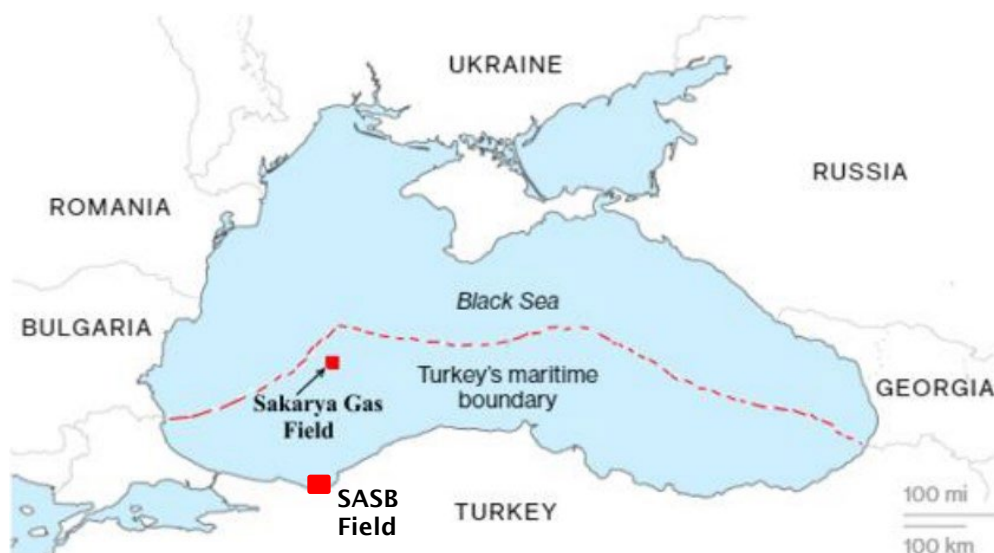 UKRAINE
RUSSIA
ROMANIA
Black Sea
BULGARIA
Turkey's maritime
boundary
GEORGIA
Sakarya Gas
Field
SASB
Field
TURKEY
100 mi
100 km